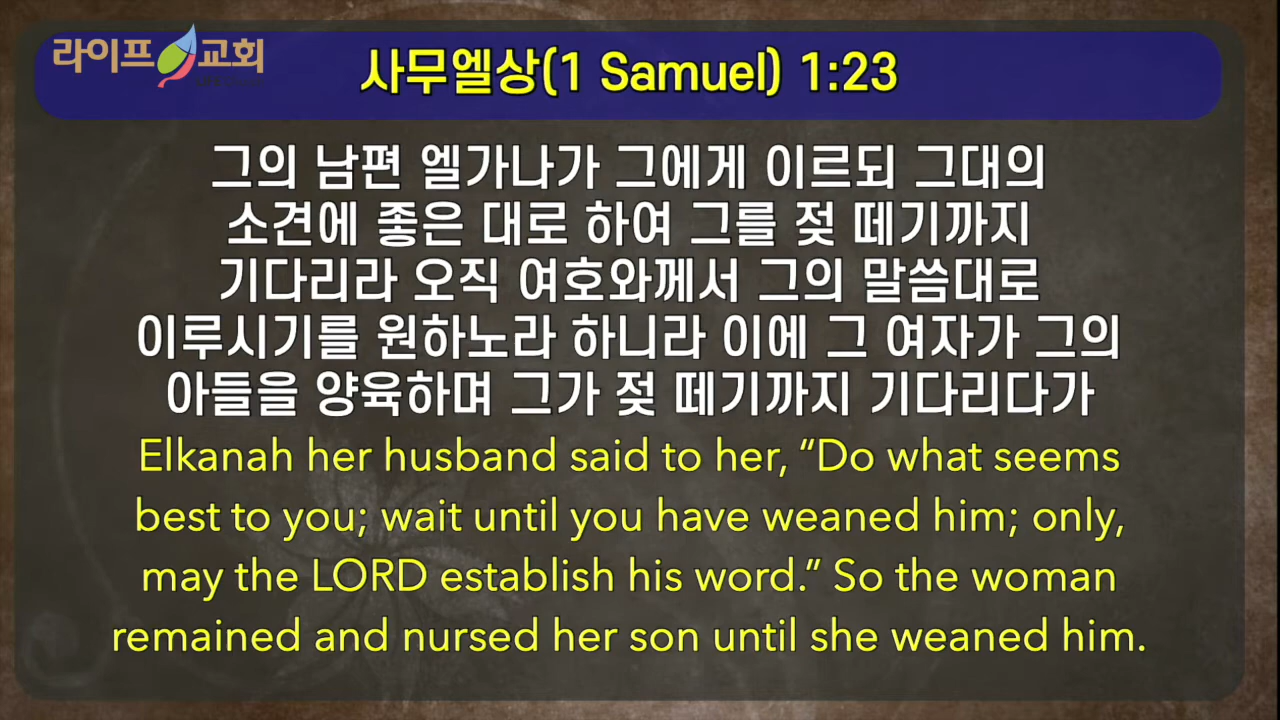 라이프 교회
사무엘상(1 Samuel) 1:23
그의 남편 엘가나가 그에게 이르되 그대의
소견에 좋은 대로 하여 그를 젖 떼기까지
기다리라 오직 여호와께서 그의 말씀대로
이루시기를 원하노라 하니라 이에 그 여자가 그의
아들을 양육하며 그가 젖 떼기까지 기다리다가
Elkanah her husband said to her, “Do what seems
best to you; wait until you have weaned him; only,
may the LORD establish his word.” So the woman
remained and nursed her son until she weaned him.